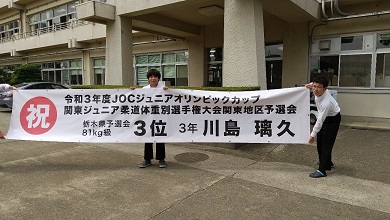 祝
令和3年度JOCジュニアオリンピックカップ
関東ジュニア柔道体重別選手権大会関東地区予選会
栃木県予選会
81kg級
3位 3年 川島 璃久